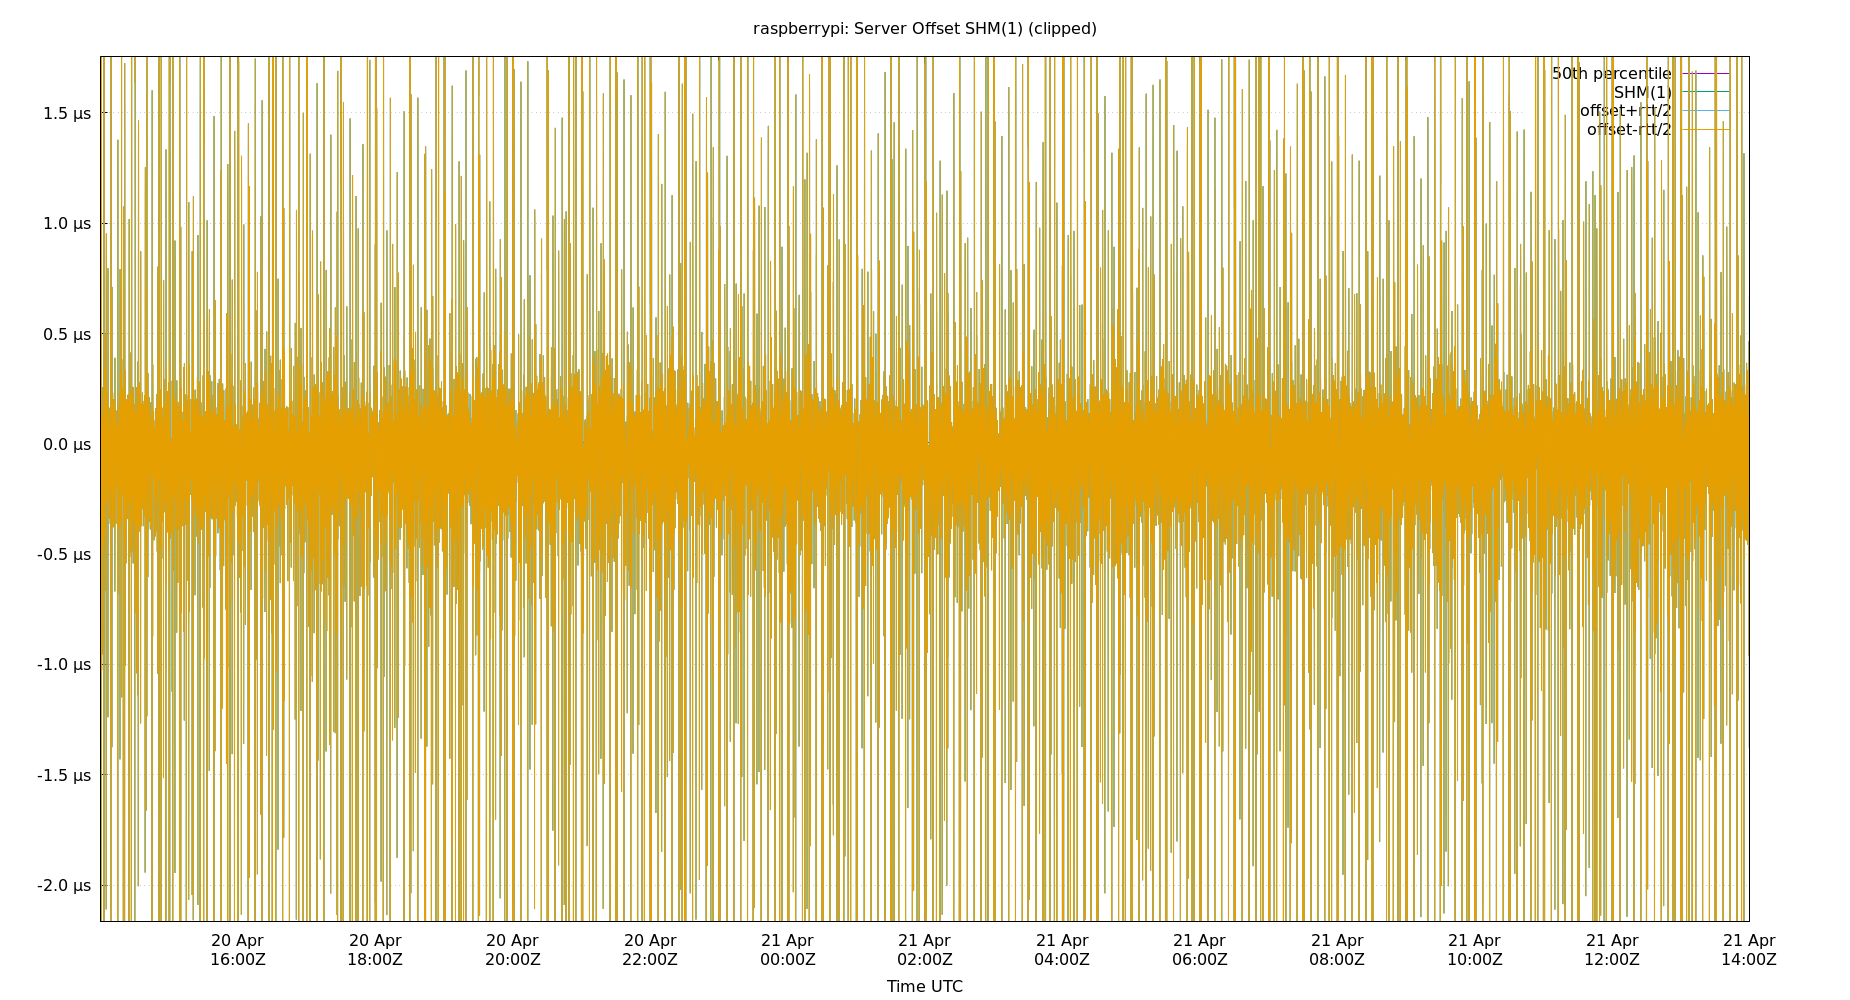 raspberrypi: Server Offset SHM(1) (clipped)
50th percentile
SHM(1)
offset+rtt/2
offset-rtt/2
1.5 µs
1.0 µs
0.5 µs
0.0 µs
-0.5 µs
-1.0 µs
-1.5 µs
-2.0 µs
20 Apr 20 Apr 20 Apr 20 Apr 21 Apr 21 Apr 21 Apr 21 Apr 21 Apr 21 Apr 21 Apr 21 Apr
16:00Z 18:00Z 20:00Z 22:00Z 00:00Z 02:00Z 04:00Z 06:00Z 08:00Z 10:00Z 12:00Z 14:00Z
Time UTC